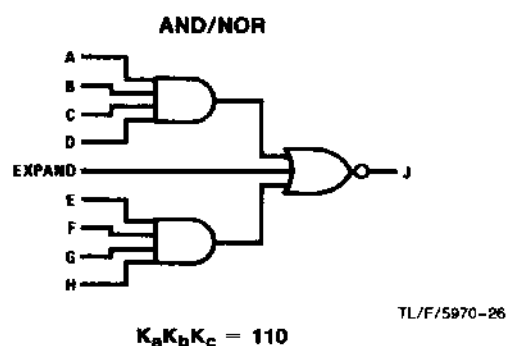 AND/NOR
A
B
C
D
EXPAND
J
E
F
G
H
TL/F/5970-26
KaKbKc = 110